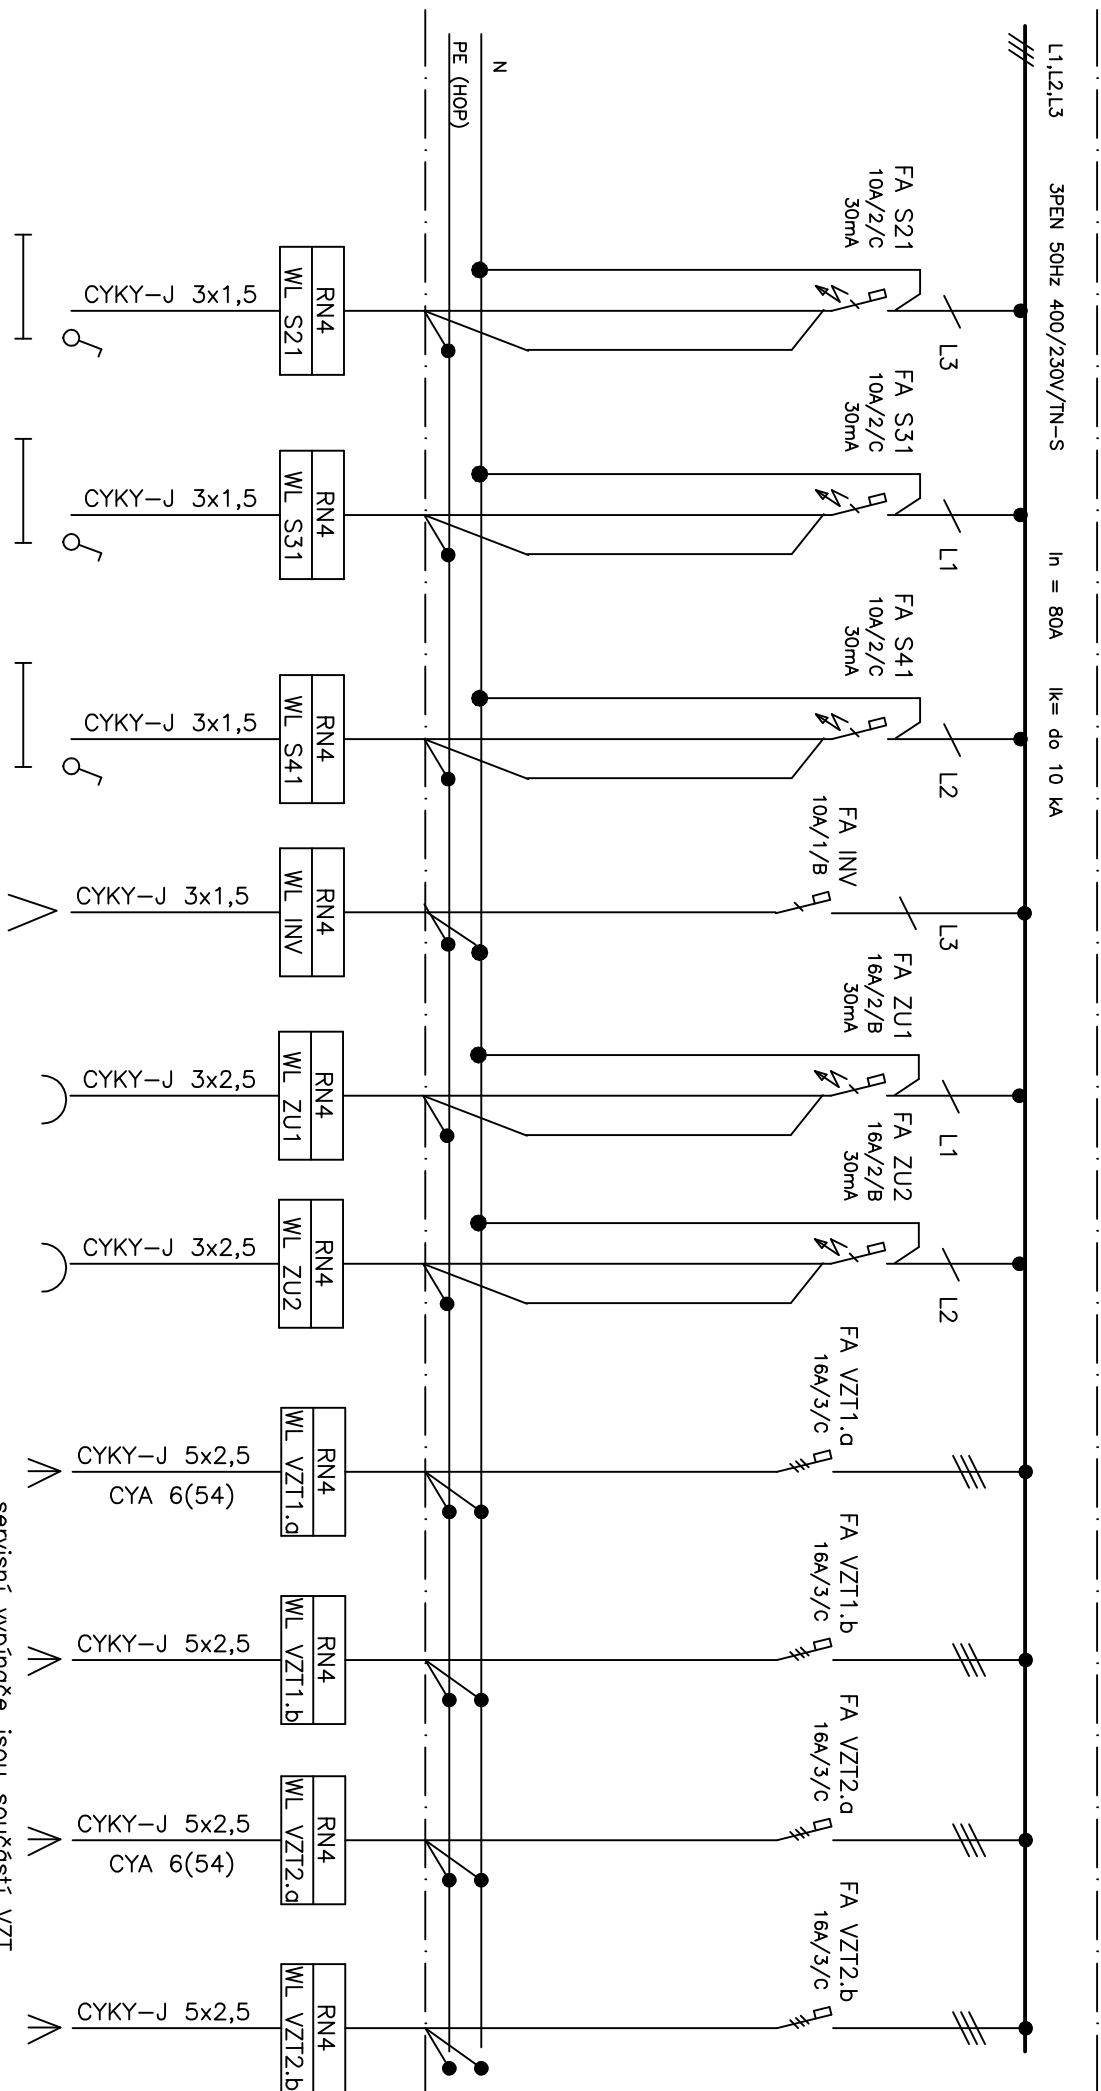 L1,L2,L3 3PEN 50Hz 400/230V/TN-S In = 80A Ik= do 10 kA
N
PE (HOP)
FA S21
10A/2/C
30mA
L3
RN4
WL S21
CYKY-J 3x1,5
FA S31
10A/2/C
30mA
L1
RN4
WL S31
CYKY-J 3x1,5
FA S41
10A/2/C
30mA
L2
RN4
WL S41
CYKY-J 3x1,5
FA INV
10A/1/B
L3
RN4
WL INV
CYKY-J 3x1,5
FA ZU1
16A/2/B
30mA
L1
RN4
WL ZU1
CYKY-J 3x2,5
FA ZU2
16A/2/B
30mA
L2
RN4
WL ZU2
CYKY-J 3x2,5
FA VZT1.a
16A/3/C
RN4
WL VZT1.a
CYKY-J 5x2,5
CYA 6(54)
FA VZT1.b
16A/3/C
RN4
WL VZT1.b
CYKY-J 5x2,5
FA VZT2.a
16A/3/C
RN4
WL VZT2.a
CYKY-J 5x2,5
CYA 6(54)
FA VZT2.b
16A/3/C
RN4
WL VZT2.b
CYKY-J 5x2,5
servisní vypínače jsou součástí VZT